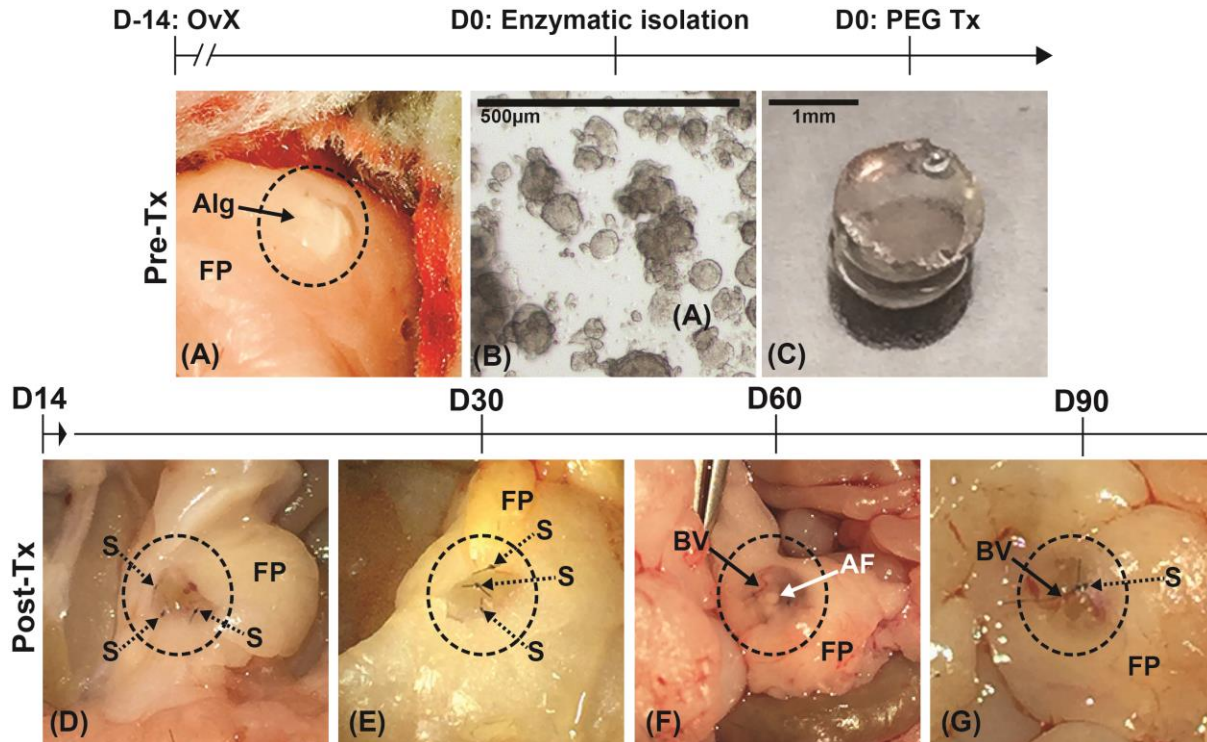 D-14: OvX
D0: Enzymatic isolation
D0: PEG Tx
Pre-Tx
Alg
FP
(A)
500µm
(A)
(B)
1mm
(C)
D14
D30
D60
D90
Post-Tx
S
FP
S
S
(D)
FP
S
S
S
(E)
BV
AF
FP
(F)
BV
S
FP
(G)